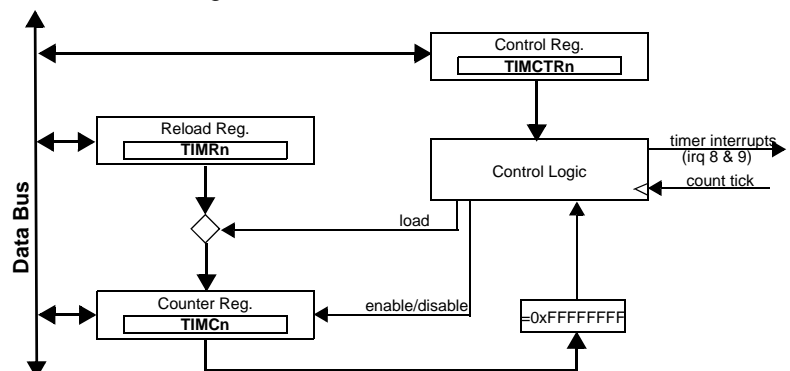 Control Reg.
TIMCTRn
Reload Reg.
TIMRn
timer interrupts
(irq 8 & 9)
Control Logic
count tick
Data Bus
load
Counter Reg.
TIMCn
enable/disable
=0xFFFFFFFF